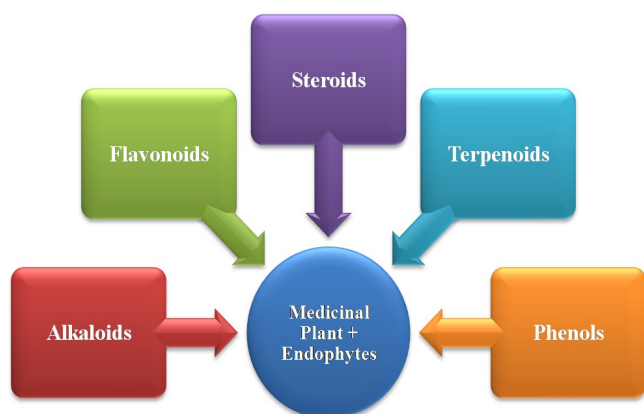 Steroids
Flavonoids
Terpenoids
Alkaloids
Medicinal
Plant +
Endophytes
Phenols